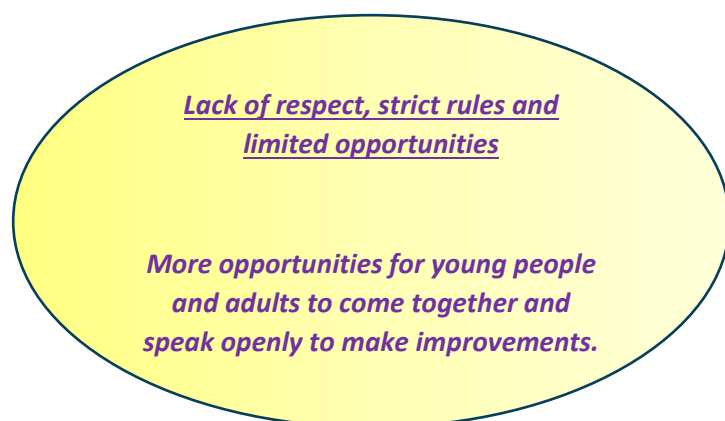 Lack of respect, strict rules and
limited opportunities
More opportunities for young people
and adults to come together and
speak openly to make improvements.